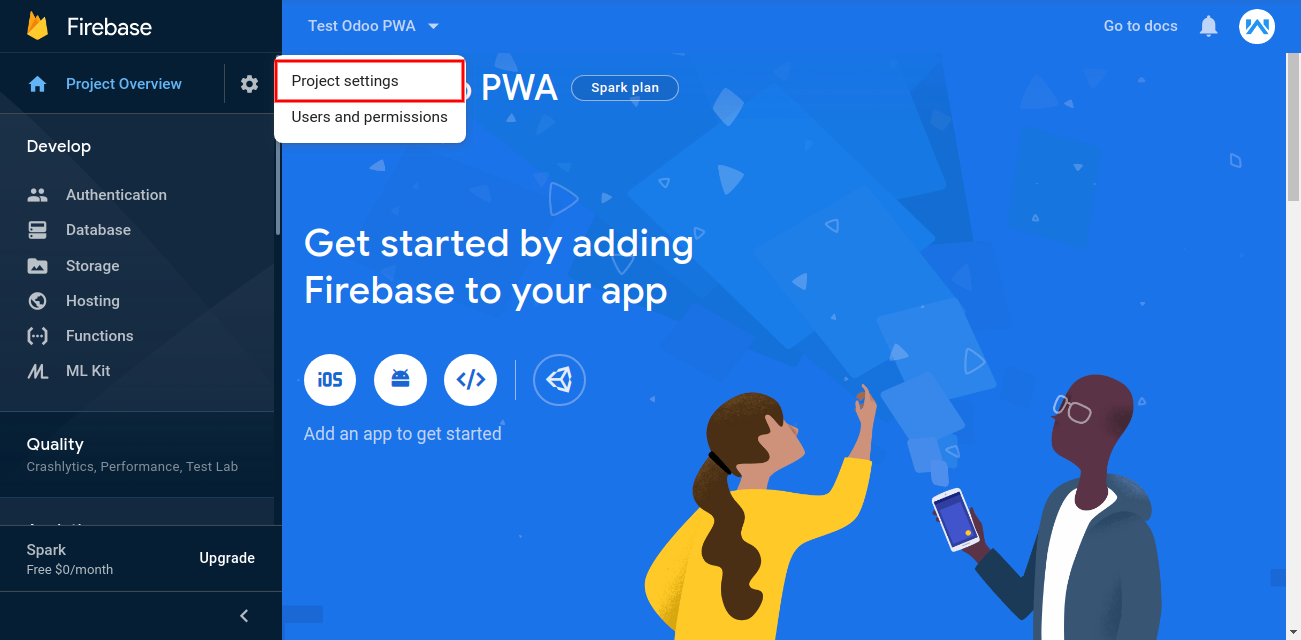 Firebase
Test Odoo PWA
Go to docs
Project Overview
Project settings
Users and permissions
PWA
Spark plan
Develop
Authentication
Database
Storage
Hosting
Functions
ML Kit
Quality
Crashlytics, Performance, Test Lab
Spark
Free $0/month
Upgrade
Get started by adding
Firebase to your app
iOS
Add an app to get started